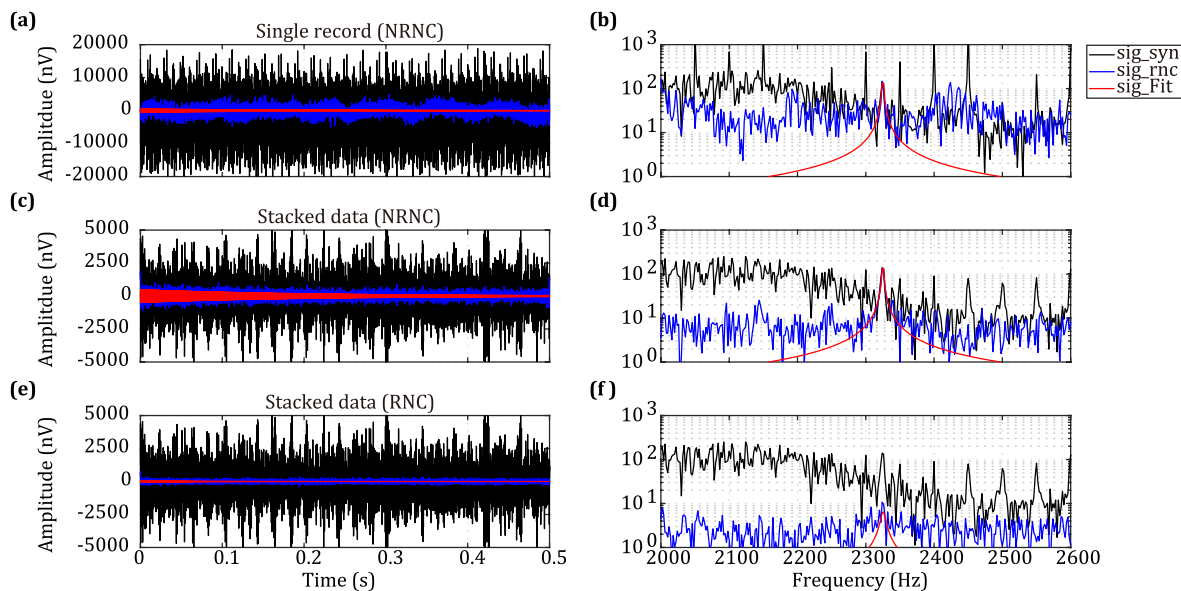 (a)
Single record (NRNC)
20000
10000
0
-10000
-20000
Amplitdue (nV)
(b)
10^3
10^2
10^1
10^0
sig_syn
sig_rnc
sig_Fit
(c)
Stacked data (NRNC)
5000
2500
0
-2500
-5000
Amplitdue (nV)
(d)
10^3
10^2
10^1
10^0
(e)
Stacked data (RNC)
5000
2500
0
-2500
-5000
Amplitdue (nV)
0 0.1 0.2 0.3 0.4 0.5
Time (s)
(f)
10^3
10^2
10^1
10^0
2000 2100 2200 2300 2400 2500 2600
Frequency (Hz)